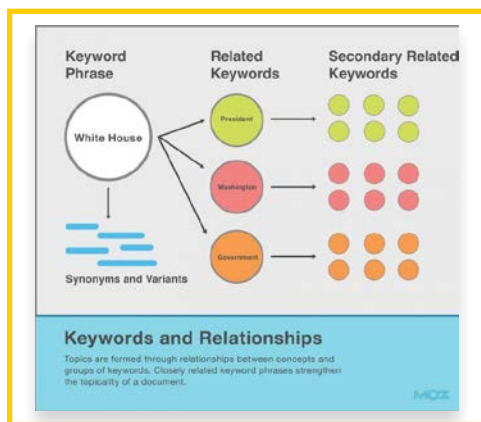 Keyword
Phrase
Related
Keywords
Secondary Related
Keywords
White House
President
Washington
Government
Synonyms and Variants
Keywords and Relationships
Topics are formed through relationships between concepts and
groups of keywords. Closely related keyword phrases strengthen
the topicality of a document.
MOZ